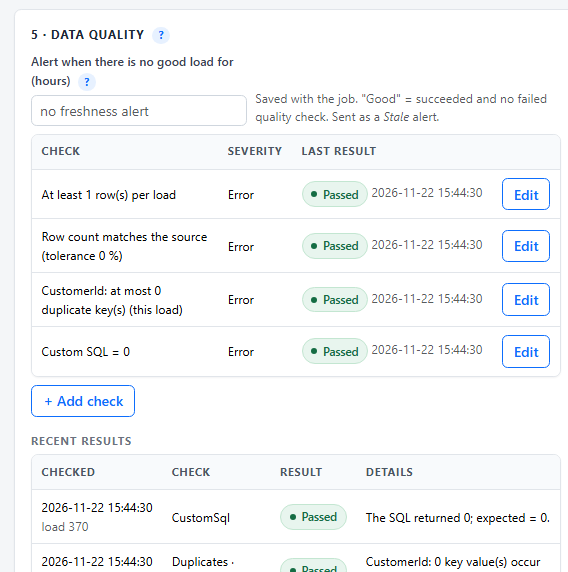 5 · DATA QUALITY ?
Alert when there is no good load for
(hours) ?
no freshness alert
Saved with the job. "Good" = succeeded and no failed
quality check. Sent as a Stale alert.
CHECK SEVERITY LAST RESULT
At least 1 row(s) per load Error Passed 2026-11-22 15:44:30 Edit
Row count matches the source
(tolerance 0 %) Error Passed 2026-11-22 15:44:30 Edit
CustomerId: at most 0
duplicate key(s) (this load) Error Passed 2026-11-22 15:44:30 Edit
Custom SQL = 0 Error Passed 2026-11-22 15:44:30 Edit
+ Add check
RECENT RESULTS
CHECKED CHECK RESULT DETAILS
2026-11-22 15:44:30
load 370 CustomSql Passed The SQL returned 0; expected = 0.
2026-11-22 15:44:30 Duplicates · Passed CustomerId: 0 key value(s) occur